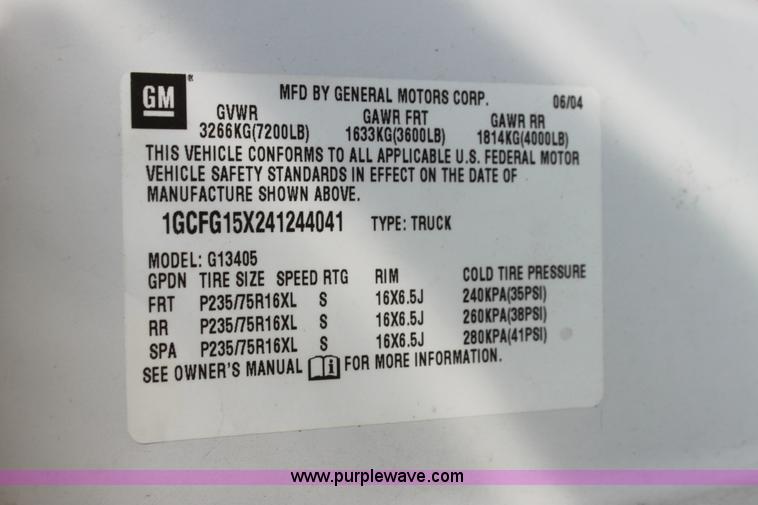 GM
MFD BY GENERAL MOTORS CORP. 06/04
GVWR GAWR FRT GAWR RR
3266KG(7200LB) 1633KG(3600LB) 1814KG(4000LB)
THIS VEHICLE CONFORMS TO ALL APPLICABLE U.S. FEDERAL MOTOR
VEHICLE SAFETY STANDARDS IN EFFECT ON THE DATE OF
MANUFACTURE SHOWN ABOVE.
1GCFG15X241244041 TYPE: TRUCK
MODEL: G13405
GPDN TIRE SIZE SPEED RTG RIM COLD TIRE PRESSURE
FRT P235/75R16XL S 16X6.5J 240KPA(35PSI)
RR P235/75R16XL S 16X6.5J 260KPA(38PSI)
SPA P235/75R16XL S 16X6.5J 280KPA(41PSI)
SEE OWNER'S MANUAL FOR MORE INFORMATION.
www.purplewave.com